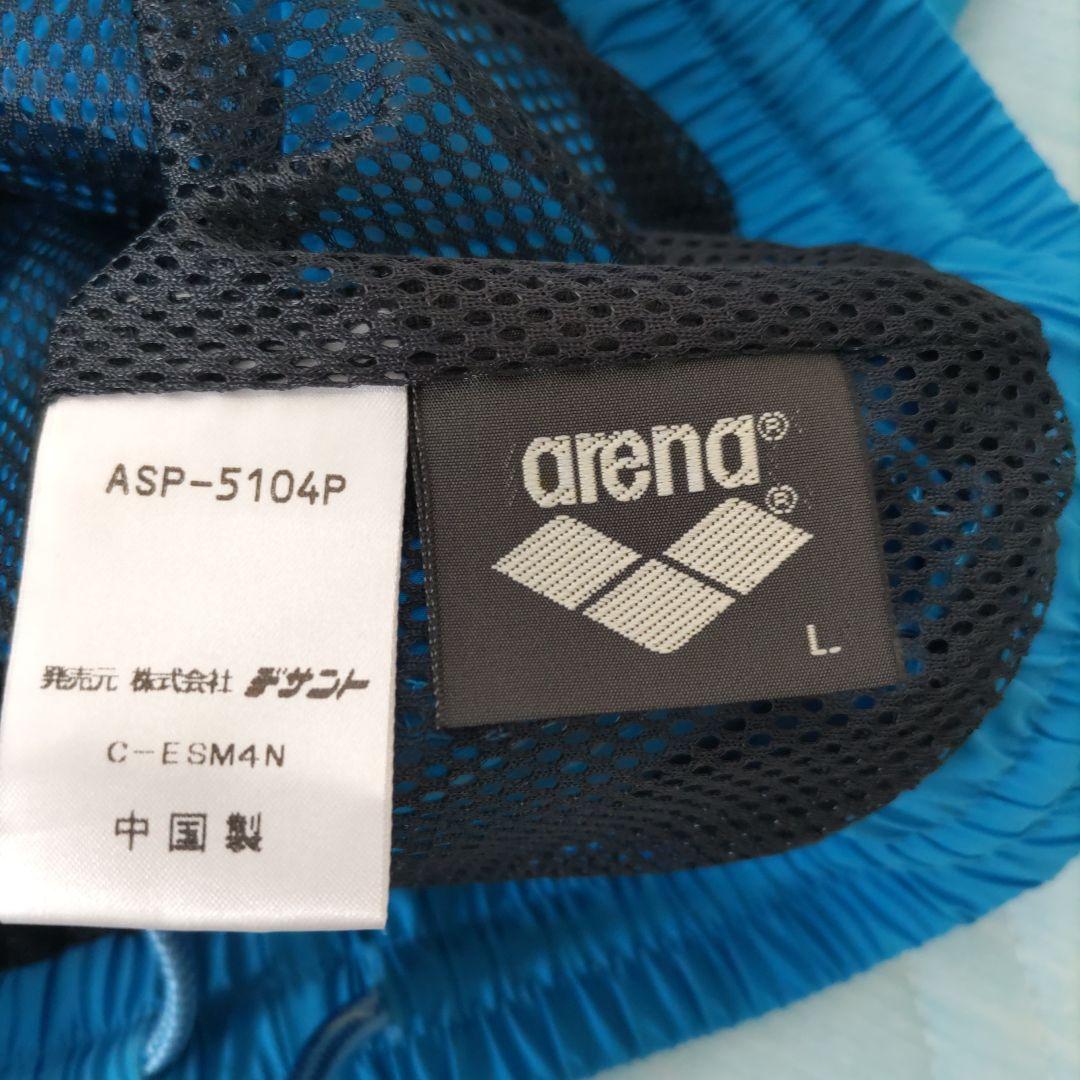 ASP-5104P
発売元 株式会社 デサント
C-ESM4N
中国製
arena®
®
L.